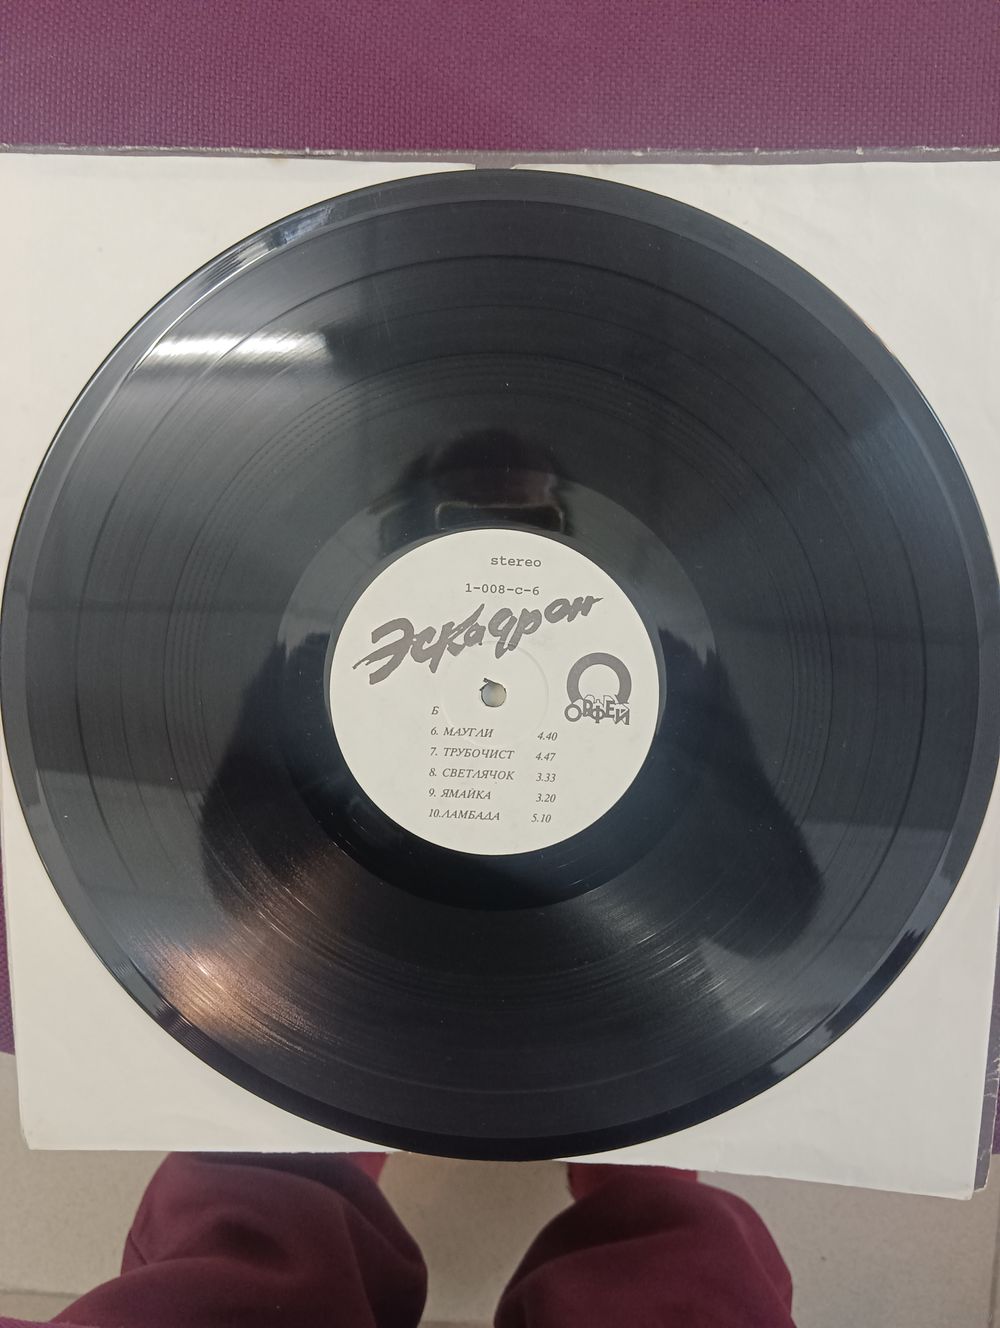 stereo
1-008-c-6
Эскадрон
ОРФЕЙ
Б
6. МАУГЛИ 4.40
7. ТРУБОЧИСТ 4.47
8. СВЕТЛЯЧОК 3.33
9. ЯМАЙКА 3.20
10.ЛАМБАДА 5.10